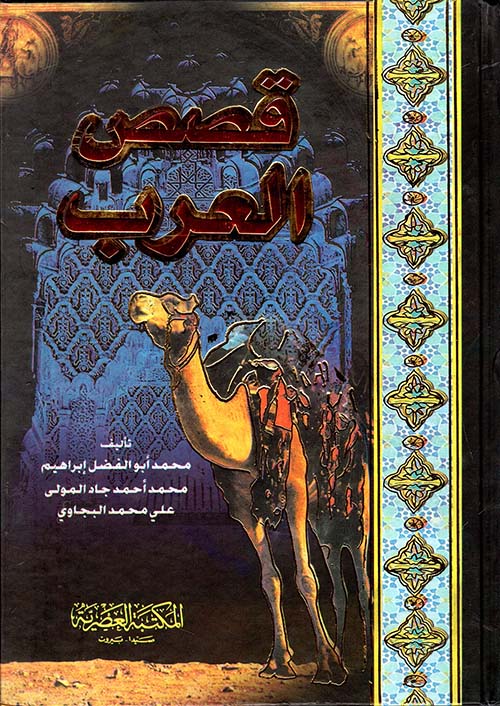 قصص
العرب
تأليف
محمد أبو الفضل إبراهيم
محمد أحمد جاد المولى
علي محمد البجاوي
المكتبة العصرية
صيدا - بيروت